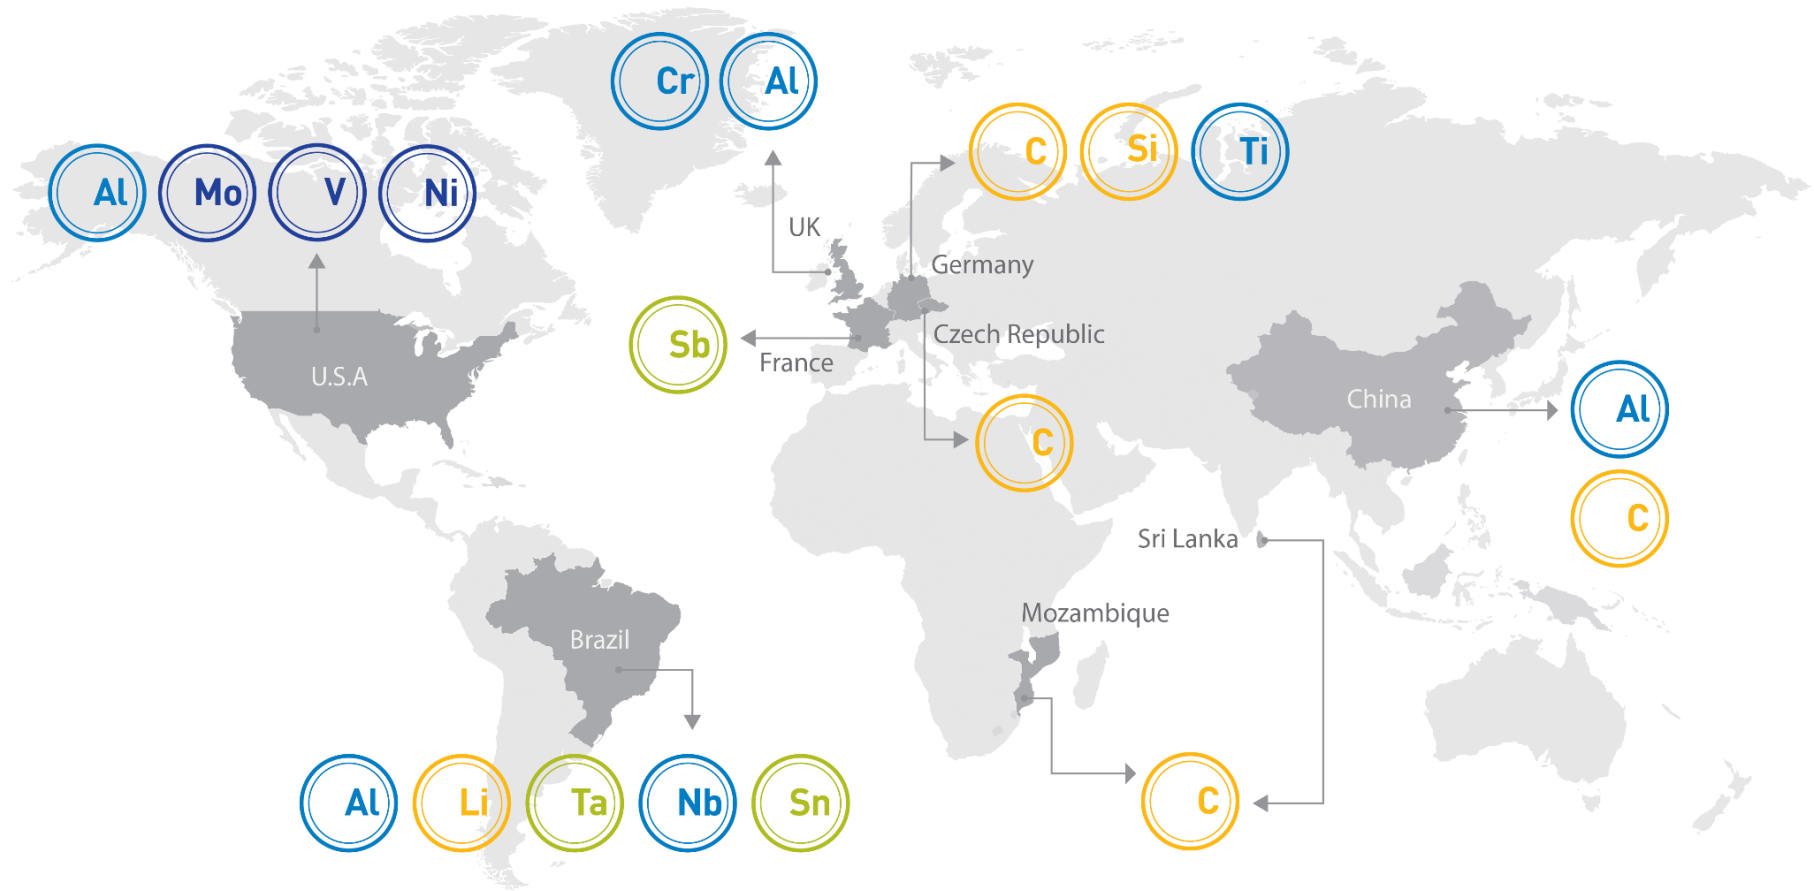 Cr Al
C Si Ti
Al Mo V Ni
UK
Germany
Sb
Czech Republic
France
U.S.A
China
Al
C
C
Sri Lanka
Mozambique
Brazil
Al Li Ta Nb Sn
C